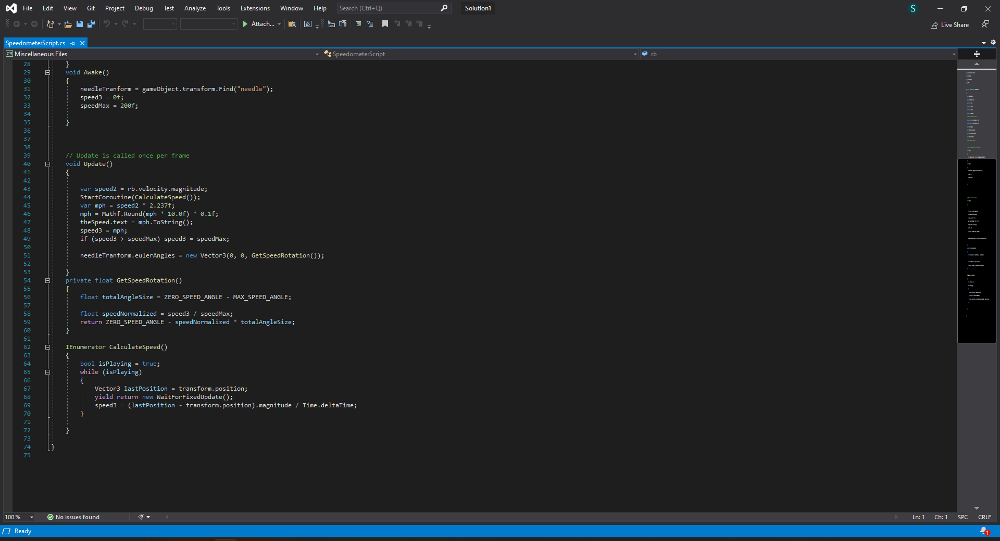 File Edit View Git Project Debug Test Analyze Tools Extensions Window Help Search (Ctrl+Q) Solution1 S
Attach... Live Share
SpeedometerScript.cs
C# Miscellaneous Files SpeedometerScript rb
28 }
29 void Awake()
30 {
31 needleTranform = gameObject.transform.Find("needle");
32 speed3 = 0f;
33 speedMax = 200f;
34
35 }
36
37
38
39 // Update is called once per frame
40 void Update()
41 {
42
43 var speed2 = rb.velocity.magnitude;
44 StartCoroutine(CalculateSpeed());
45 var mph = speed2 * 2.237f;
46 mph = Mathf.Round(mph * 10.0f) * 0.1f;
47 theSpeed.text = mph.ToString();
48 speed3 = mph;
49 if (speed3 > speedMax) speed3 = speedMax;
50
51 needleTranform.eulerAngles = new Vector3(0, 0, GetSpeedRotation());
52
53 }
54 private float GetSpeedRotation()
55 {
56 float totalAngleSize = ZERO_SPEED_ANGLE - MAX_SPEED_ANGLE;
57
58 float speedNormalized = speed3 / speedMax;
59 return ZERO_SPEED_ANGLE - speedNormalized * totalAngleSize;
60 }
61
62 IEnumerator CalculateSpeed()
63 {
64 bool isPlaying = true;
65 while (isPlaying)
66 {
67 Vector3 lastPosition = transform.position;
68 yield return new WaitForFixedUpdate();
69 speed3 = (lastPosition - transform.position).magnitude / Time.deltaTime;
70 }
71
72 }
73
74 }
75
100 % No issues found Ln: 1 Ch: 1 SPC CRLF
Ready 1